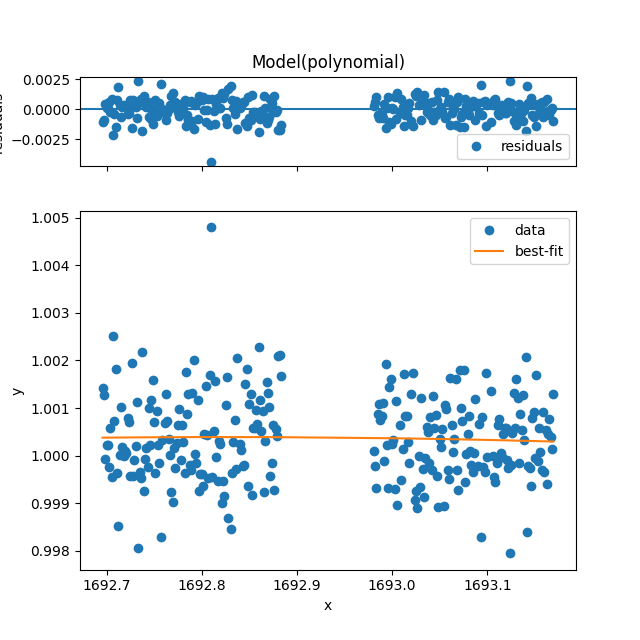 Model(polynomial)
0.0025
0.0000
−0.0025
residuals
residuals
1.005
1.004
1.003
1.002
1.001
1.000
0.999
0.998
y
data
best-fit
1692.7 1692.8 1692.9 1693.0 1693.1
x